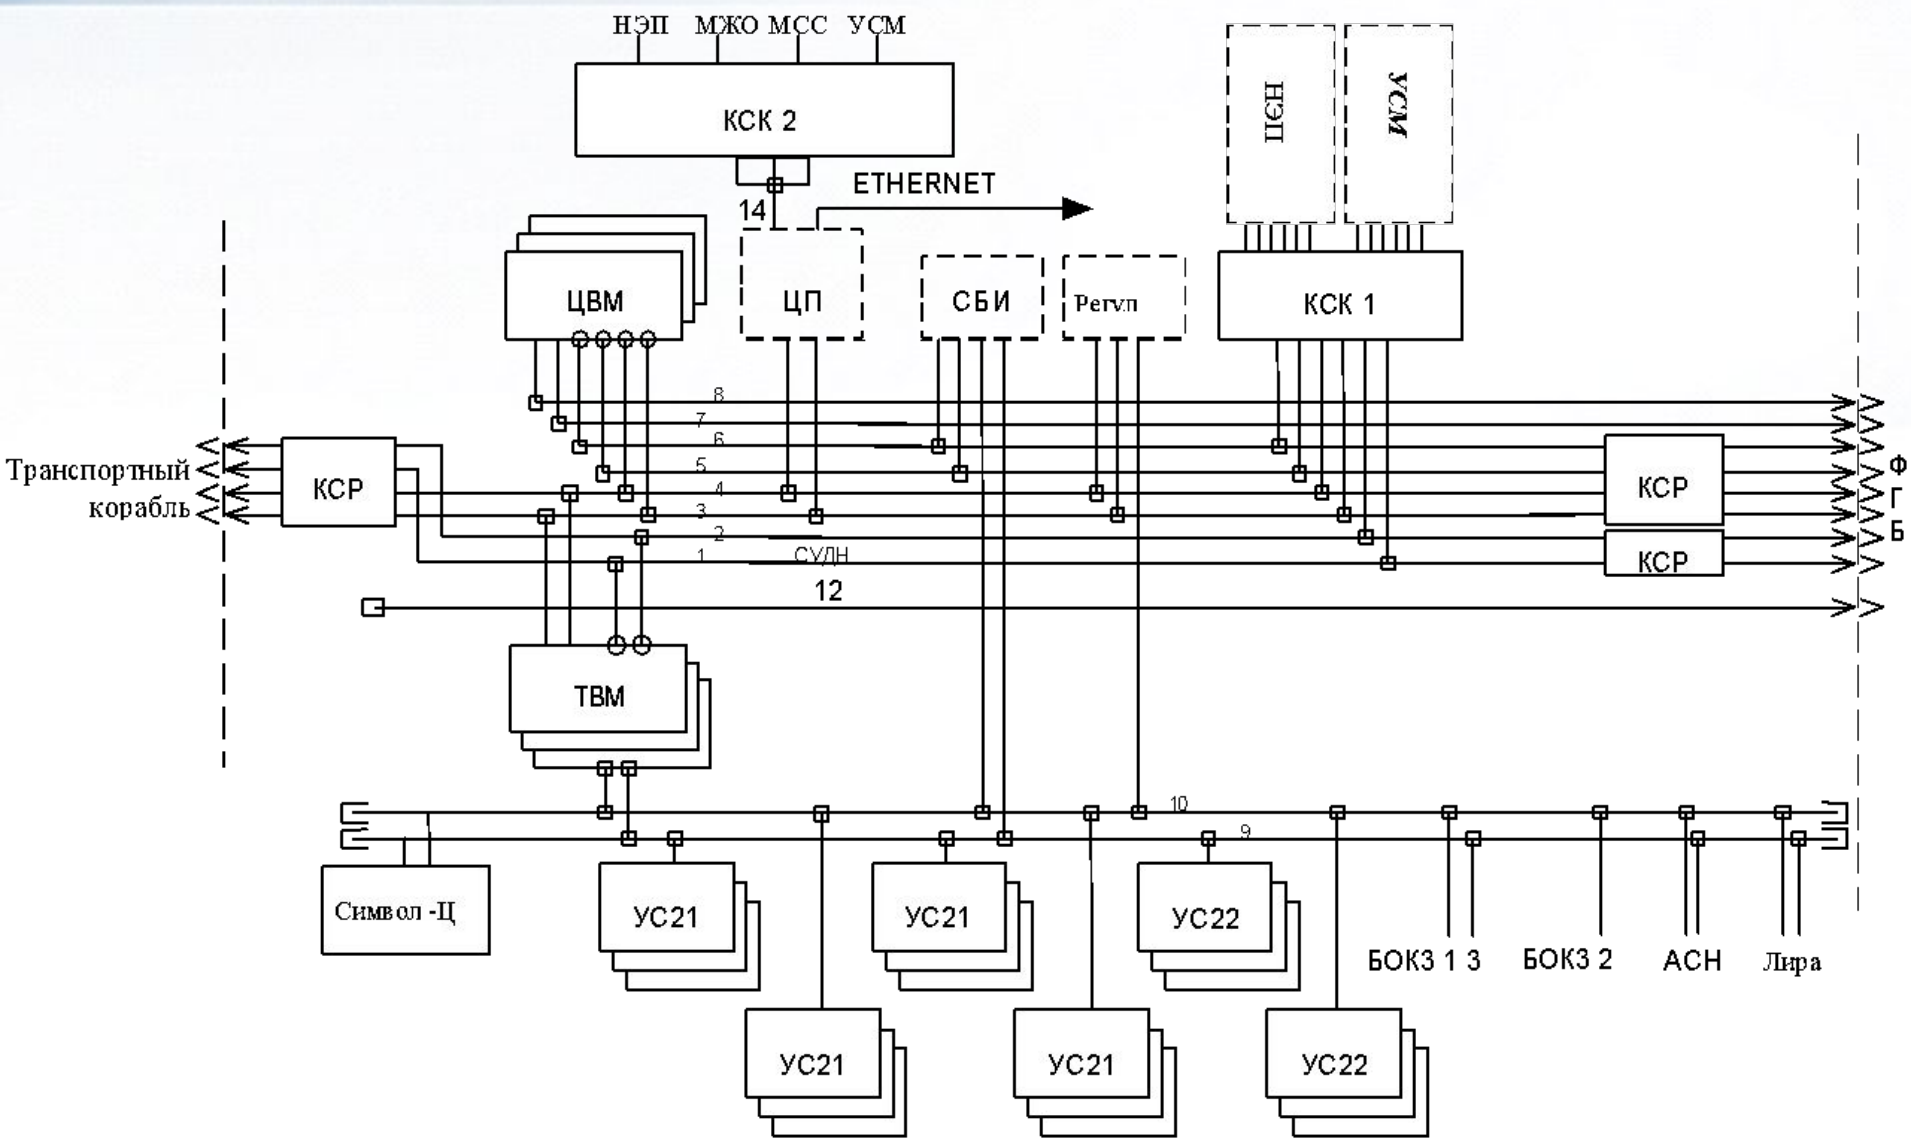 НЭП МЖО МСС УСМ
КСК 2
ПЭН
УСМ
ETHERNET
14
ЦВМ
ЦП
СБИ
Регул
КСК 1
8
7
6
5
4
3
2
1
СУДН
12
Транспортный
корабль
КСР
КСР
КСР
Ф
Г
Б
ТВМ
10
9
Символ -Ц
УС21
УС21
УС22
БОКЗ 1 3
БОКЗ 2
АСН
Лира
УС21
УС21
УС22